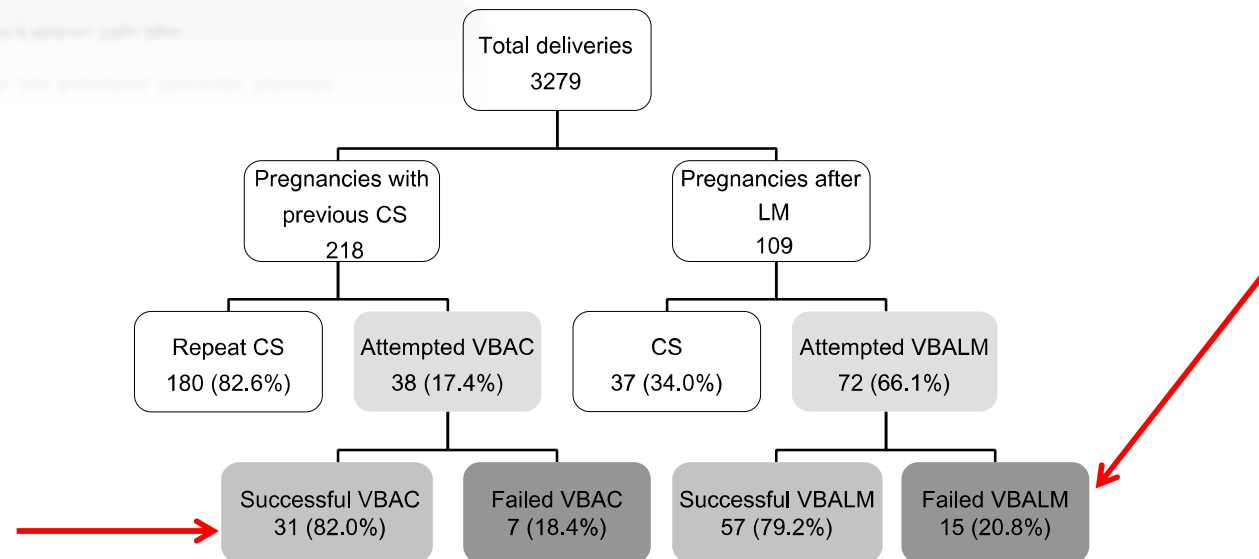 Total deliveries
3279
Pregnancies with
previous CS
218
Pregnancies after
LM
109
Repeat CS
180 (82.6%)
Attempted VBAC
38 (17.4%)
CS
37 (34.0%)
Attempted VBALM
72 (66.1%)
Successful VBAC
31 (82.0%)
Failed VBAC
7 (18.4%)
Successful VBALM
57 (79.2%)
Failed VBALM
15 (20.8%)